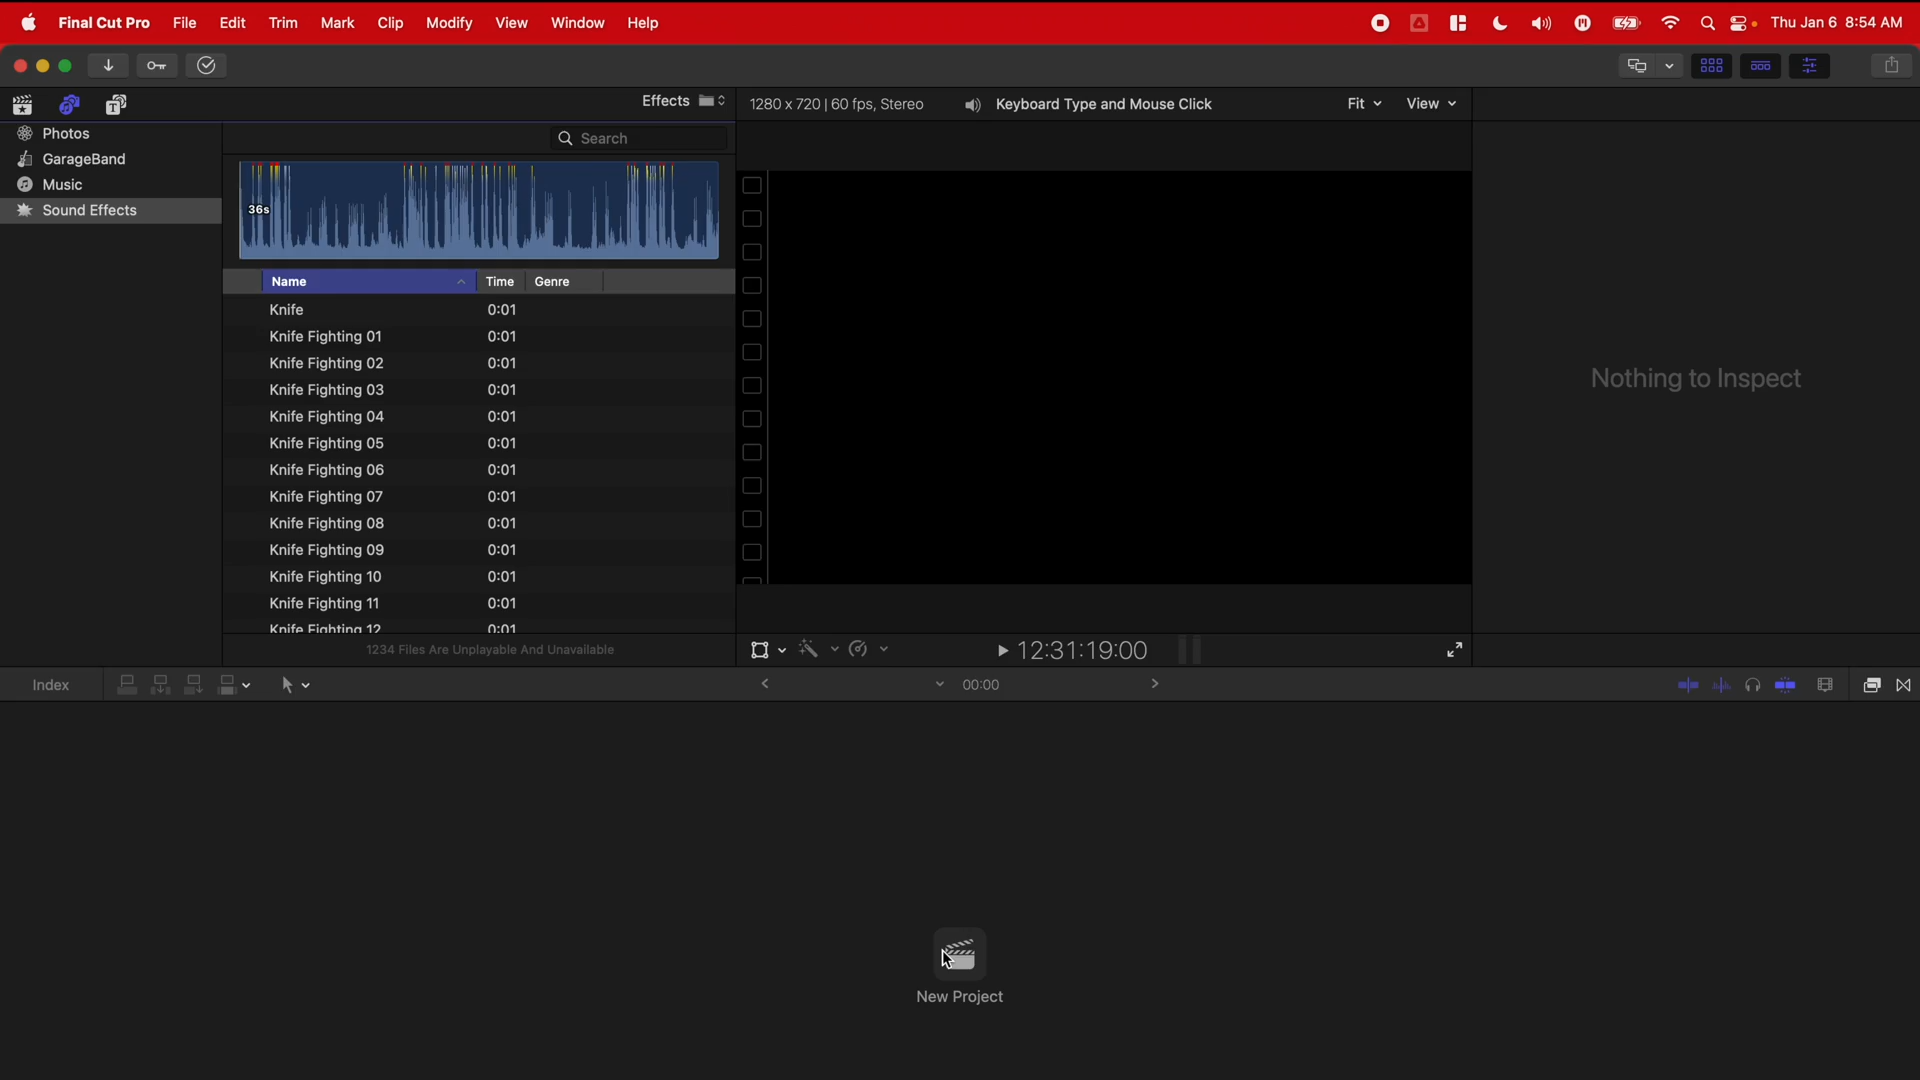 Final Cut Pro File Edit Trim Mark Clip Modify View Window Help Thu Jan 6 8:54 AM
Effects 1280 x 720 | 60 fps, Stereo Keyboard Type and Mouse Click Fit View
Photos
GarageBand
Music
Sound Effects
Search
36s
Name Time Genre
Knife 0:01
Knife Fighting 01 0:01
Knife Fighting 02 0:01
Knife Fighting 03 0:01
Knife Fighting 04 0:01
Knife Fighting 05 0:01
Knife Fighting 06 0:01
Knife Fighting 07 0:01
Knife Fighting 08 0:01
Knife Fighting 09 0:01
Knife Fighting 10 0:01
Knife Fighting 11 0:01
Knife Fighting 12 0:01
1234 Files Are Unplayable And Unavailable
12:31:19:00
Nothing to Inspect
Index 00:00
New Project